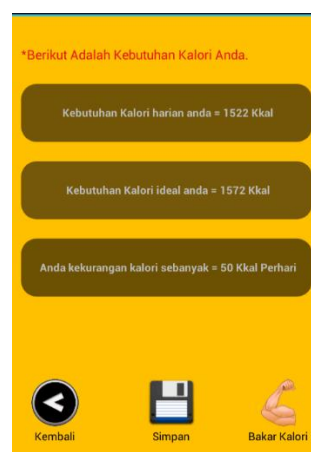 *Berikut Adalah Kebutuhan Kalori Anda.
Kebutuhan Kalori harian anda = 1522 Kkal
Kebutuhan Kalori ideal anda = 1572 Kkal
Anda kekurangan kalori sebanyak = 50 Kkal Perhari
Kembali
Simpan
Bakar Kalori